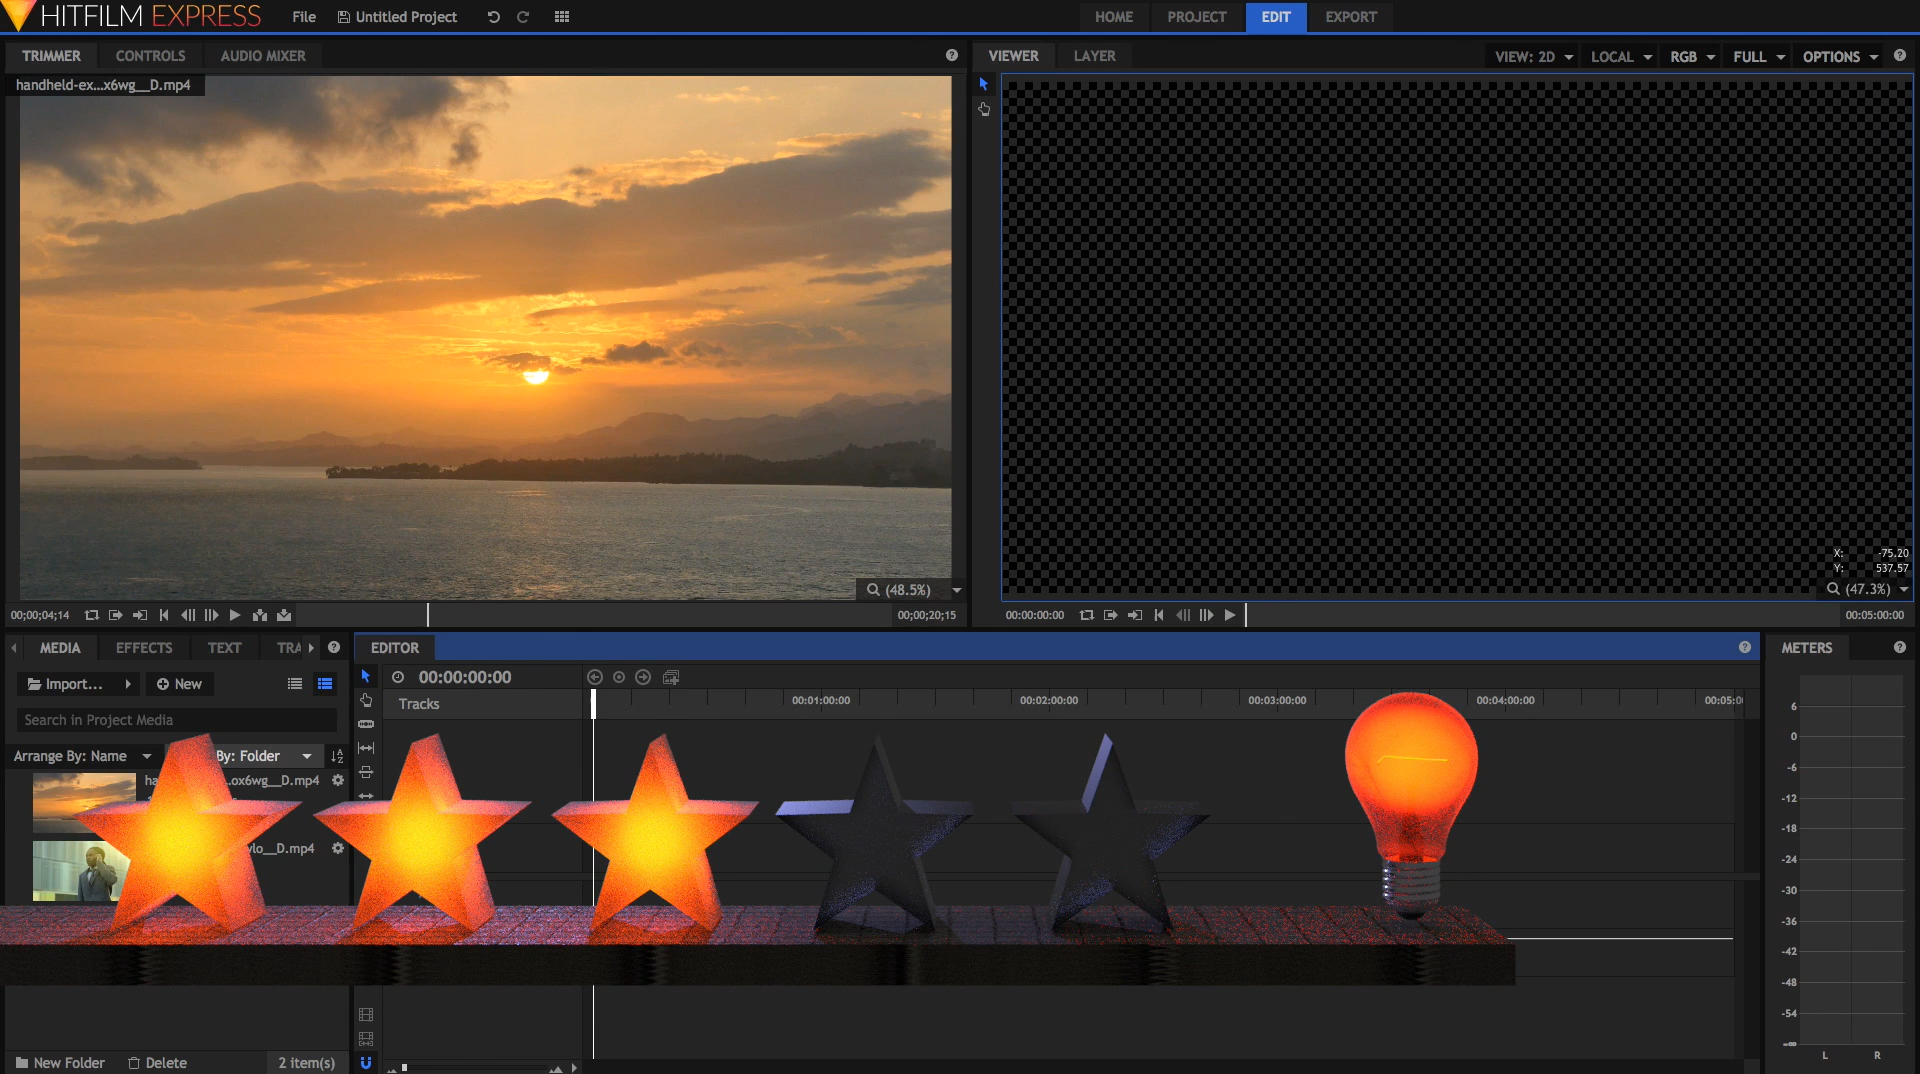 HITFILM EXPRESS
File
Untitled Project
HOME
PROJECT
EDIT
EXPORT
TRIMMER
CONTROLS
AUDIO MIXER
handheld-ex...x6wg__D.mp4
(48.5%)
00;00;04;14
00;00;20;15
VIEWER
LAYER
VIEW: 2D
LOCAL
RGB
FULL
OPTIONS
X: -75.20
Y: 537.57
(47.3%)
00:00:00:00
00:05:00:00
MEDIA
EFFECTS
TEXT
TRA
Import...
New
Search in Project Media
Arrange By: Name
By: Folder
ha
...ox6wg__D.mp4
ylo__D.mp4
New Folder
Delete
2 item(s)
EDITOR
00:00:00:00
Tracks
00:01:00:00
00:02:00:00
00:03:00:00
00:04:00:00
00:05:0
METERS
6
0
-6
-12
-18
-24
-30
-36
-42
-48
-54
-∞
L
R